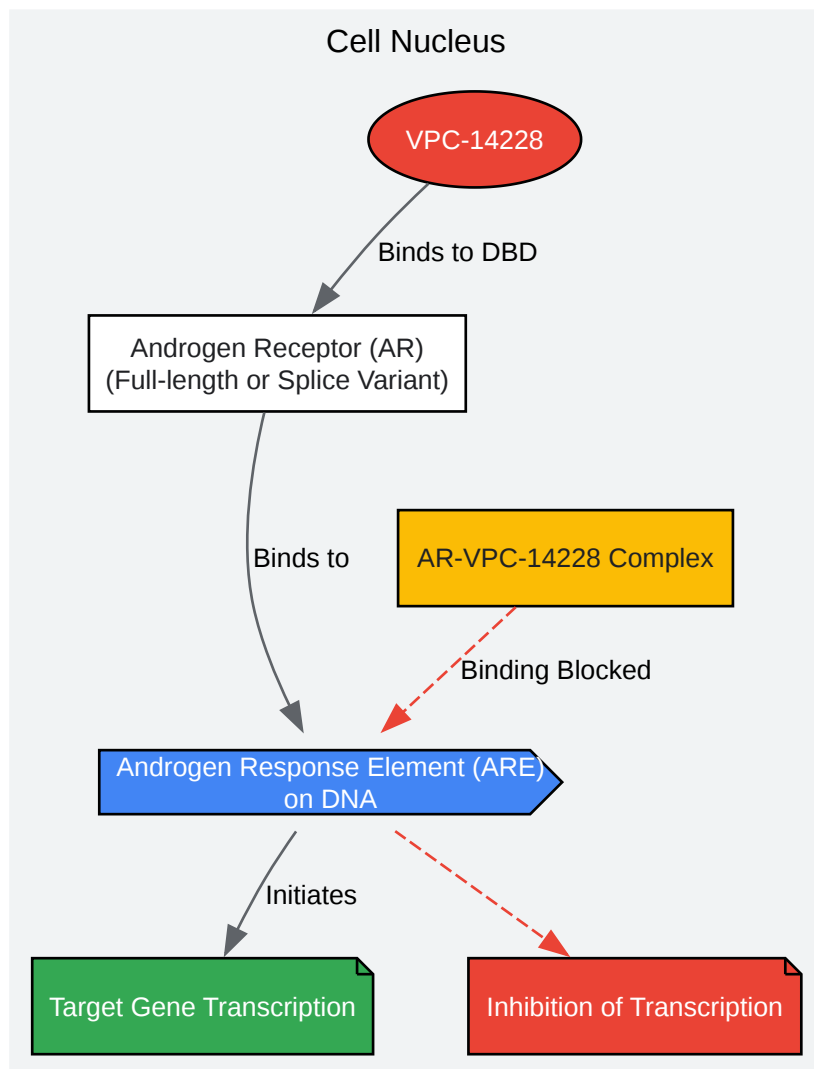 Cell Nucleus
VPC-14228
Binds to DBD
Androgen Receptor (AR)
(Full-length or Splice Variant)
Binds to
AR-VPC-14228 Complex
Binding Blocked
Androgen Response Element (ARE)
on DNA
Initiates
Target Gene Transcription
Inhibition of Transcription